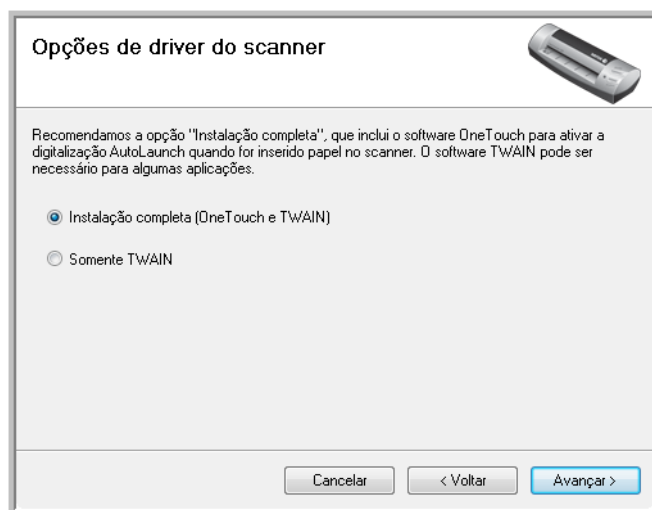 Opções de driver do scanner
Recomendamos a opção "Instalação completa", que inclui o software OneTouch para ativar a
digitalização AutoLaunch quando for inserido papel no scanner. O software TWAIN pode ser
necessário para algumas aplicações.
Instalação completa (OneTouch e TWAIN)
Somente TWAIN
Cancelar
< Voltar
Avançar >